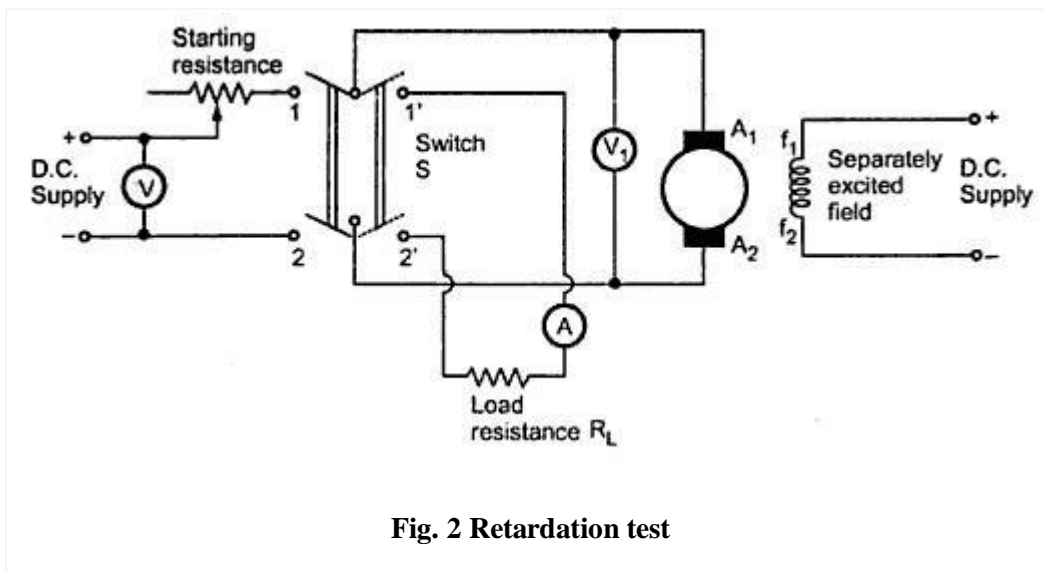 Starting
resistance
+
D.C.
Supply
−
V
1
2
1'
2'
Switch
S
V1
A1
A2
f1
f2
Separately
excited
field
+
D.C.
Supply
−
A
Load
resistance RL
Fig. 2 Retardation test